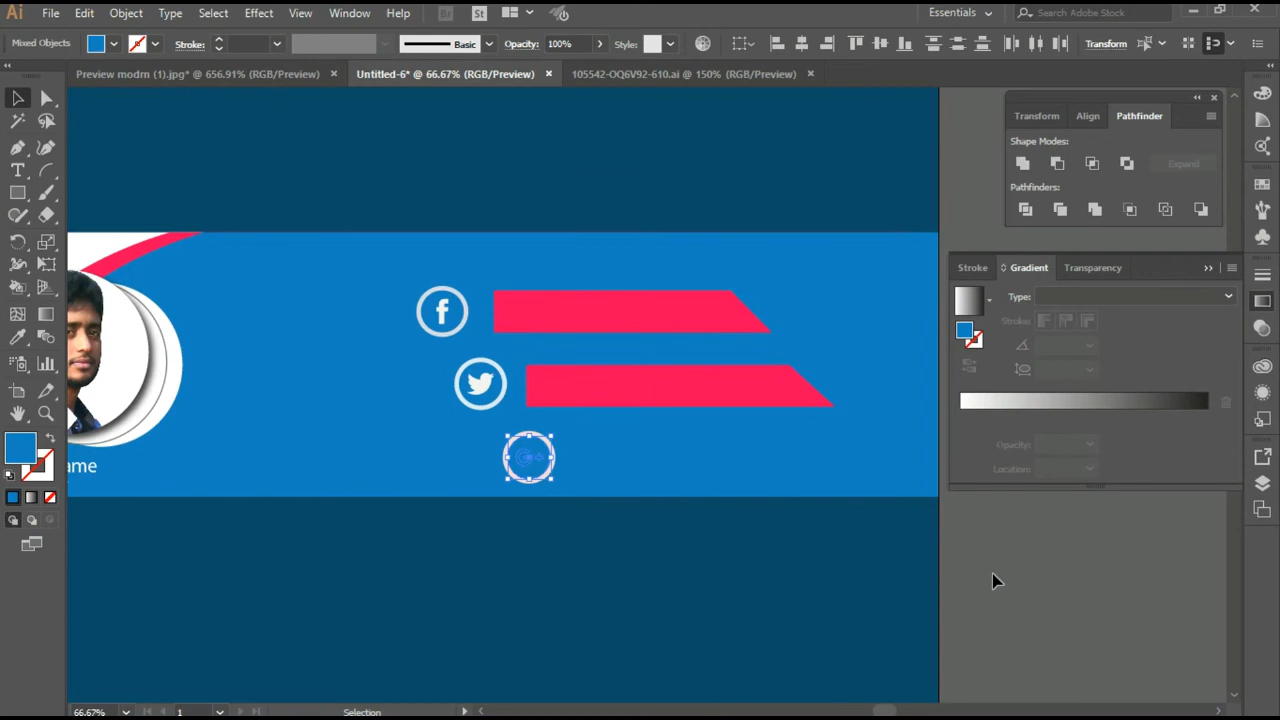 Ai File Edit Object Type Select Effect View Window Help Br St Essentials Search Adobe Stock
Mixed Objects Stroke: Basic Opacity: 100% Style: Transform
Preview modrn (1).jpg* @ 656.91% (RGB/Preview) × Untitled-6* @ 66.67% (RGB/Preview) × 105542-OQ6V92-610.ai @ 150% (RGB/Preview) ×
Transform Align Pathfinder
Shape Modes:
Expand
Pathfinders:
Stroke Gradient Transparency
Type:
Stroke:
Opacity:
Location:
f
ame
66.67% 1 Selection